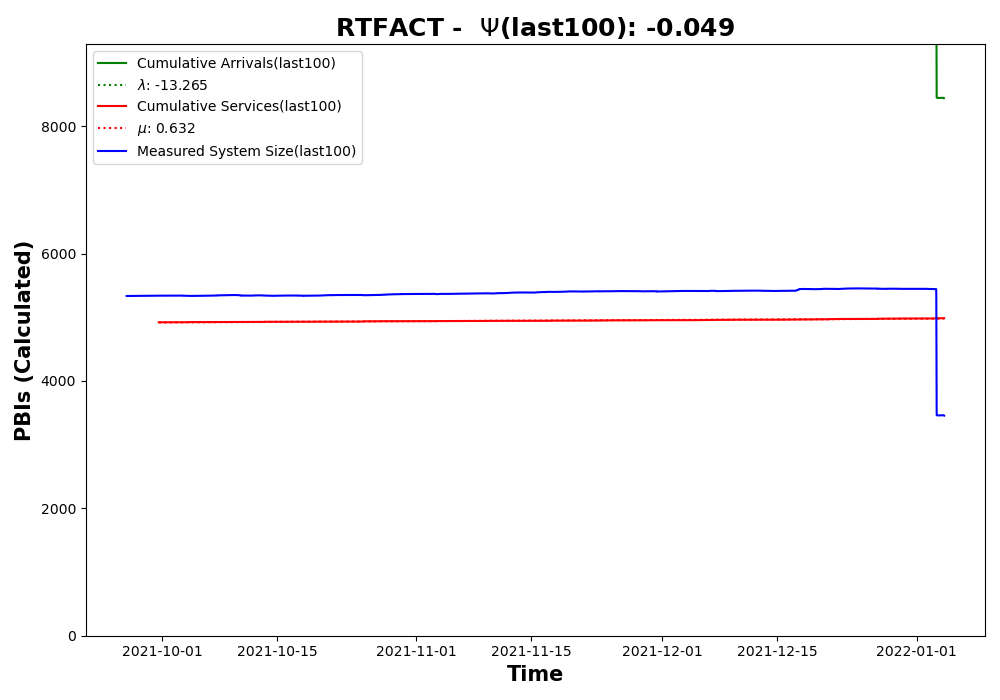 RTFACT - Ψ(last100): -0.049
Cumulative Arrivals(last100)
λ: -13.265
Cumulative Services(last100)
μ: 0.632
Measured System Size(last100)
PBIs (Calculated)
8000
6000
4000
2000
0
2021-10-01 2021-10-15 2021-11-01 2021-11-15 2021-12-01 2021-12-15 2022-01-01
Time